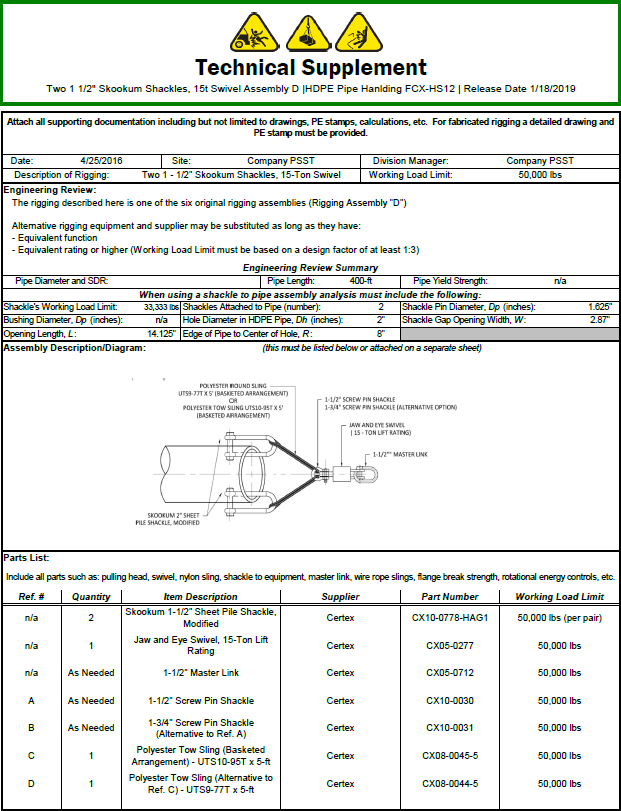 Technical Supplement
Two 1 1/2" Skookum Shackles, 15t Swivel Assembly D |HDPE Pipe Hanlding FCX-HS12 | Release Date 1/18/2019
Attach all supporting documentation including but not limited to drawings, PE stamps, calculations, etc. For fabricated rigging a detailed drawing and
PE stamp must be provided.
Date: 4/25/2016 Site: Company PSST Division Manager: Company PSST
Description of Rigging: Two 1 - 1/2" Skookum Shackles, 15-Ton Swivel Working Load Limit: 50,000 lbs
Engineering Review:
The rigging described here is one of the six original rigging assemblies (Rigging Assembly "D")
Alternative rigging equipment and supplier may be substituted as long as they have:
- Equivalent function
- Equivalent rating or higher (Working Load Limit must be based on a design factor of at least 1:3)
Engineering Review Summary
Pipe Diameter and SDR: Pipe Length: 400-ft Pipe Yield Strength: n/a
When using a shackle to pipe assembly analysis must include the following:
Shackle's Working Load Limit: 33,333 lbs Shackles Attached to Pipe (number): 2 Shackle Pin Diameter, Dp (inches): 1.625"
Bushing Diameter, Dp (inches): n/a Hole Diameter in HDPE Pipe, Dh (inches): 2" Shackle Gap Opening Width, W: 2.87"
Opening Length, L: 14.125" Edge of Pipe to Center of Hole, R: 8"
Assembly Description/Diagram: (this must be listed below or attached on a separate sheet)
POLYESTER ROUND SLING
UTS9-77T X 5' (BASKETED ARRANGEMENT)
OR
POLYESTER TOW SLING UTS10-95T X 5'
(BASKETED ARRANGEMENT)
1-1/2" SCREW PIN SHACKLE
1-3/4" SCREW PIN SHACKLE (ALTERNATIVE OPTION)
JAW AND EYE SWIVEL
(15 - TON LIFT RATING)
1-1/2"" MASTER LINK
SKOOKUM 2" SHEET
PILE SHACKLE, MODIFIED
Parts List:
Include all parts such as: pulling head, swivel, nylon sling, shackle to equipment, master link, wire rope slings, flange break strength, rotational energy controls, etc.
Ref. # Quantity Item Description Supplier Part Number Working Load Limit
n/a 2 Skookum 1-1/2" Sheet Pile Shackle, Modified Certex CX10-0778-HAG1 50,000 lbs (per pair)
n/a 1 Jaw and Eye Swivel, 15-Ton Lift Rating Certex CX05-0277 50,000 lbs
n/a As Needed 1-1/2" Master Link Certex CX05-0712 50,000 lbs
A As Needed 1-1/2" Screw Pin Shackle Certex CX10-0030 50,000 lbs
B As Needed 1-3/4" Screw Pin Shackle (Alternative to Ref. A) Certex CX10-0031 50,000 lbs
C 1 Polyester Tow Sling (Basketed Arrangement) - UTS10-95T x 5-ft Certex CX08-0045-5 50,000 lbs
D 1 Polyester Tow Sling (Alternative to Ref. C) - UTS9-77T x 5-ft Certex CX08-0044-5 50,000 lbs